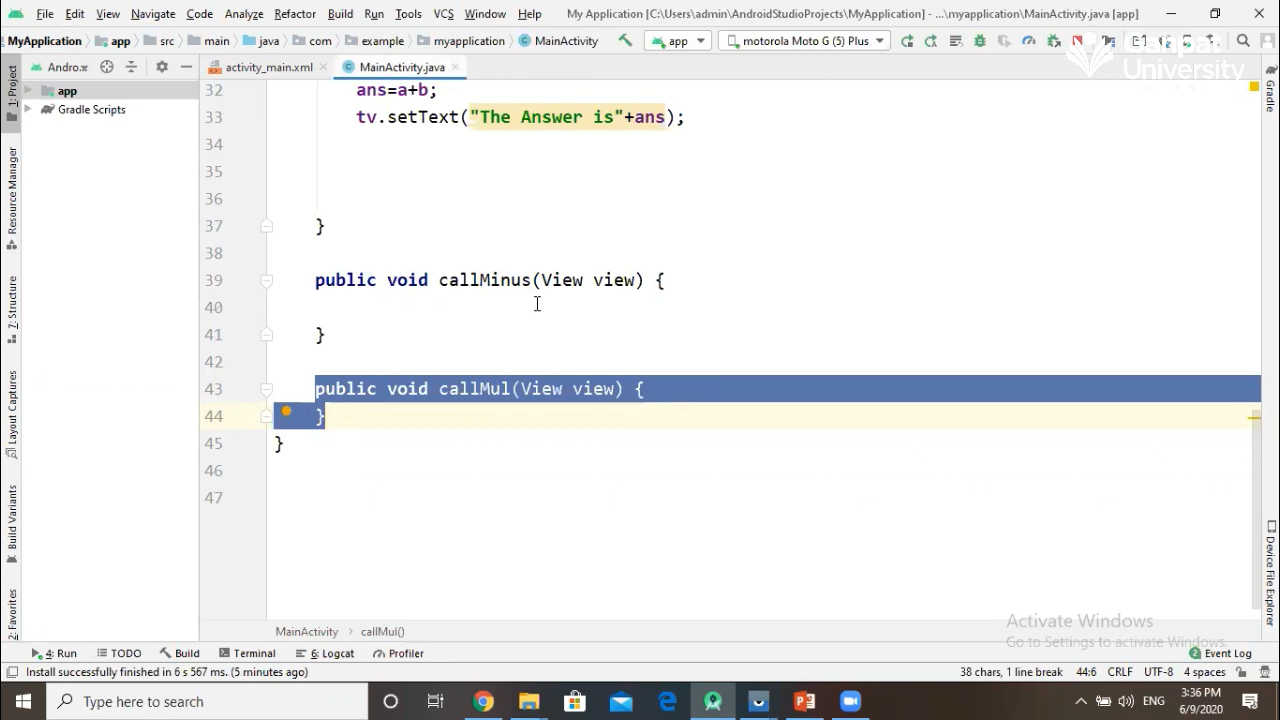 File Edit View Navigate Code Analyze Refactor Build Run Tools VCS Window Help My Application [C:\Users\admin\AndroidStudioProjects\MyApplication] - ...\myapplication\MainActivity.java [app]
MyApplication app src main java com example myapplication MainActivity app motorola Moto G (5) Plus
University
1: Project
Resource Manager
7: Structure
Layout Captures
Build Variants
2: Favorites
Andro...
app
Gradle Scripts
activity_main.xml MainActivity.java
32 ans=a+b;
33 tv.setText("The Answer is"+ans);
34
35
36
37 }
38
39 public void callMinus(View view) {
40
41 }
42
43 public void callMul(View view) {
44 }
45 }
46
47
Gradle
Device File Explorer
Activate Windows
Go to Settings to activate Windows.
MainActivity callMul()
4: Run TODO Build Terminal 6: Logcat Profiler 2 Event Log
Install successfully finished in 6 s 567 ms. (5 minutes ago) 38 chars, 1 line break 44:6 CRLF UTF-8 4 spaces
Type here to search
ENG
3:36 PM
6/9/2020